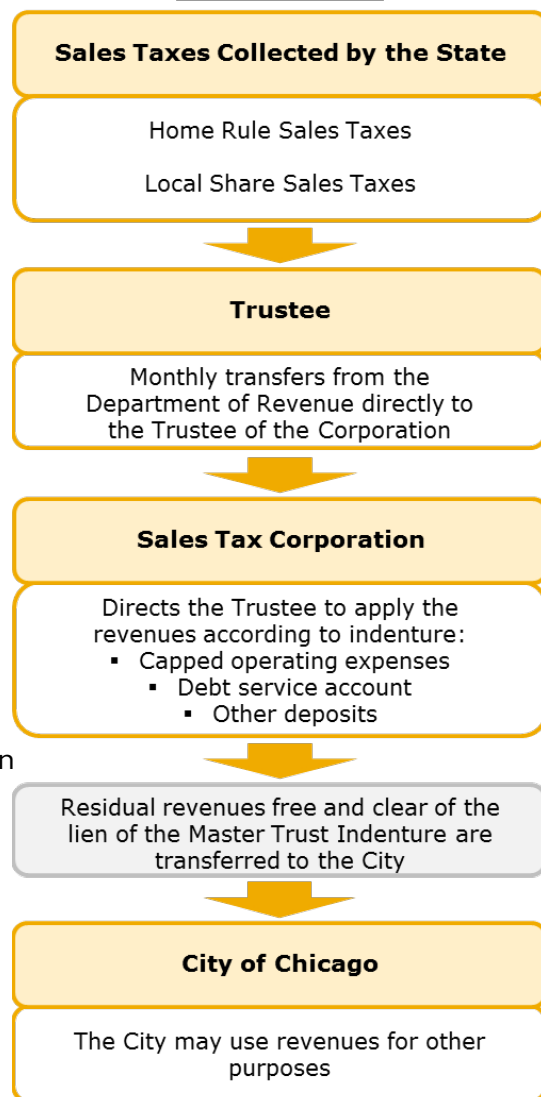 Sales Taxes Collected by the State
Home Rule Sales Taxes
Local Share Sales Taxes
Trustee
Monthly transfers from the
Department of Revenue directly to
the Trustee of the Corporation
Sales Tax Corporation
Directs the Trustee to apply the
revenues according to indenture:
▪ Capped operating expenses
▪ Debt service account
▪ Other deposits
n
Residual revenues free and clear of the
lien of the Master Trust Indenture are
transferred to the City
City of Chicago
The City may use revenues for other
purposes